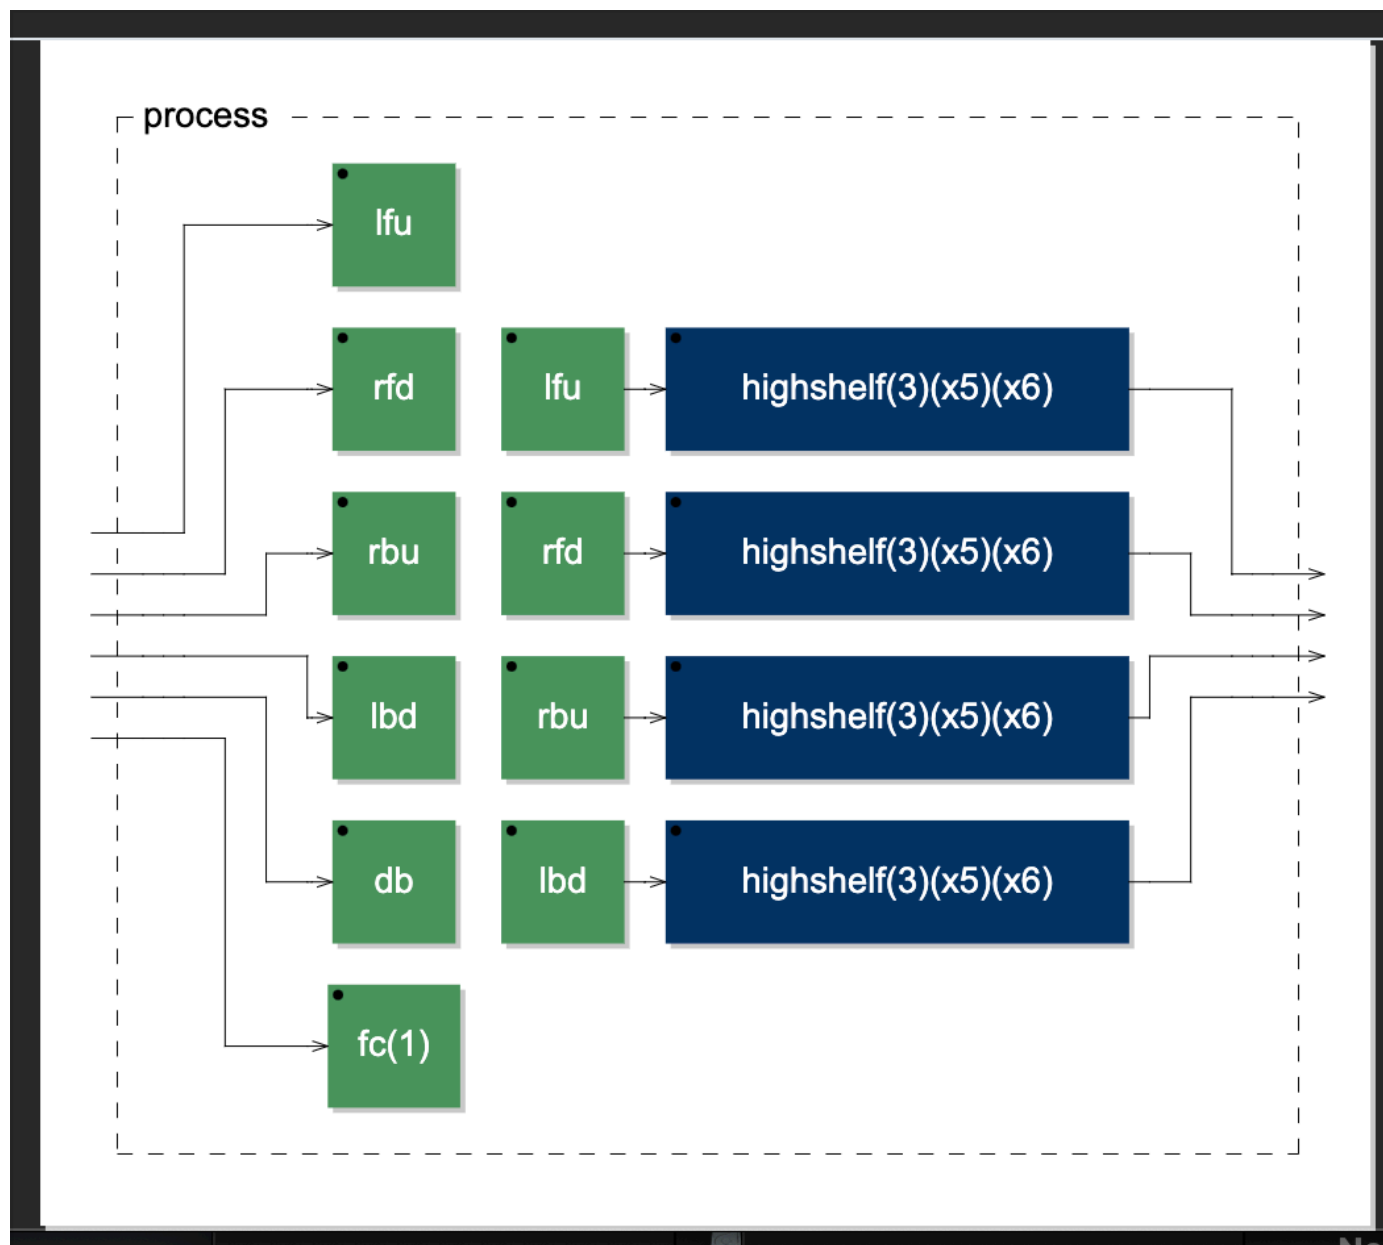 process
lfu
rfd lfu highshelf(3)(x5)(x6)
rbu rfd highshelf(3)(x5)(x6)
lbd rbu highshelf(3)(x5)(x6)
db lbd highshelf(3)(x5)(x6)
fc(1)